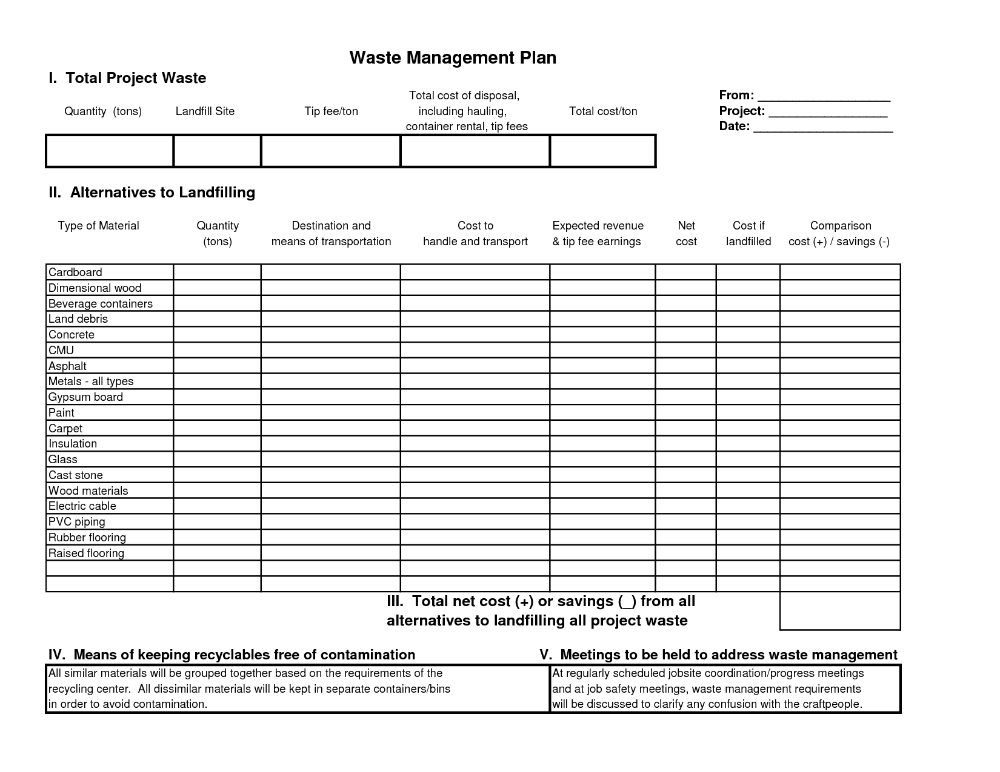 Waste Management Plan
I.  Total Project Waste
Total cost of disposal,
From: ___________________
Quantity  (tons)  Landfill Site  Tip fee/ton  including hauling,  Total cost/ton
Project: _________________
container rental, tip fees
Date: ____________________
II.  Alternatives to Landfilling
Type of Material  Quantity  Destination and  Cost to  Expected revenue  Net  Cost if  Comparison
(tons)  means of transportation  handle and transport  & tip fee earnings  cost  landfilled  cost (+) / savings (-)
Cardboard
Dimensional wood
Beverage containers
Land debris
Concrete
CMU
Asphalt
Metals - all types
Gypsum board
Paint
Carpet
Insulation
Glass
Cast stone
Wood materials
Electric cable
PVC piping
Rubber flooring
Raised flooring
III.  Total net cost (+) or savings (_) from all
alternatives to landfilling all project waste
IV.  Means of keeping recyclables free of contamination
All similar materials will be grouped together based on the requirements of the
recycling center.  All dissimilar materials will be kept in separate containers/bins
in order to avoid contamination.
V.  Meetings to be held to address waste management
At regularly scheduled jobsite coordination/progress meetings
and at job safety meetings, waste management requirements
will be discussed to clarify any confusion with the craftpeople.